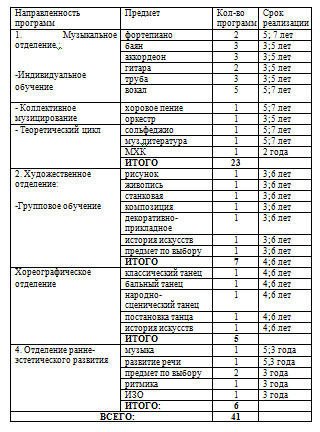 Направленность программ Предмет Кол-во программ Срок реализации
1. Музыкальное отделение.;. фортепиано 2 5; 7 лет
баян 3 3;5 лет
аккордеон 3 3;5 лет
-Индивидуальное обучение гитара 2 3;5 лет
труба 3 3;5 лет
вокал 5 5;7 лет
- Коллективное музицирование хоровое пение 1 5;7 лет
оркестр 1 3;5 лет
- Теоретический цикл сольфеджио 1 5;7 лет
муз.литература 1 5;7 лет
МХК 1 2 года
ИТОГО 23
2. Художественное отделение: рисунок 1 3;6 лет
живопись 1 3;6 лет
-Групповое обучение становая 1 3;6 лет
композиция 1 3;6 лет
декоративно-прикладное 1 3;6 лет
история искусств 1 3;6 лет
предмет по выбору 1 3;6 лет
ИТОГО 7 4;6 лет
Хореографическое отделение классический танец 1 4;6 лет
бальный танец 1 4;6 лет
народно-сценический танец 1 4;6 лет
постановка танца 1 4;6 лет
история искусств 1 4;6 лет
ИТОГО 5
4. Отделение ранне-эстетического развития музыка 1 5;3 года
развитие речи 1 5,3 года
предмет по выбору 2 3 года
ритмика 1 3 года
ИЗО 1 3 года
ИТОГО: 6
ВСЕГО: 41